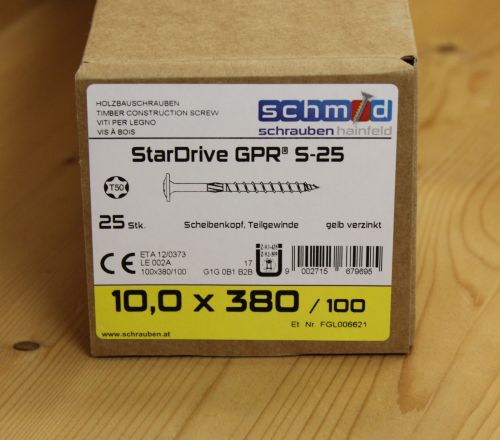 HOLZBAUSCHRAUBEN
TIMBER CONSTRUCTION SCREW
VITI PER LEGNO
VIS À BOIS
schmid
schrauben hainfeld
StarDrive GPR® S-25
T50
25 Stk.
Scheibenkopf, Teilgewinde gelb verzinkt
CE
ETA 12/0373
LE 002A
100x380/100
17
G1G 0B1 B2B
9 002715 679695
10,0 x 380 / 100
Et Nr. FGL006621
www.schrauben.at